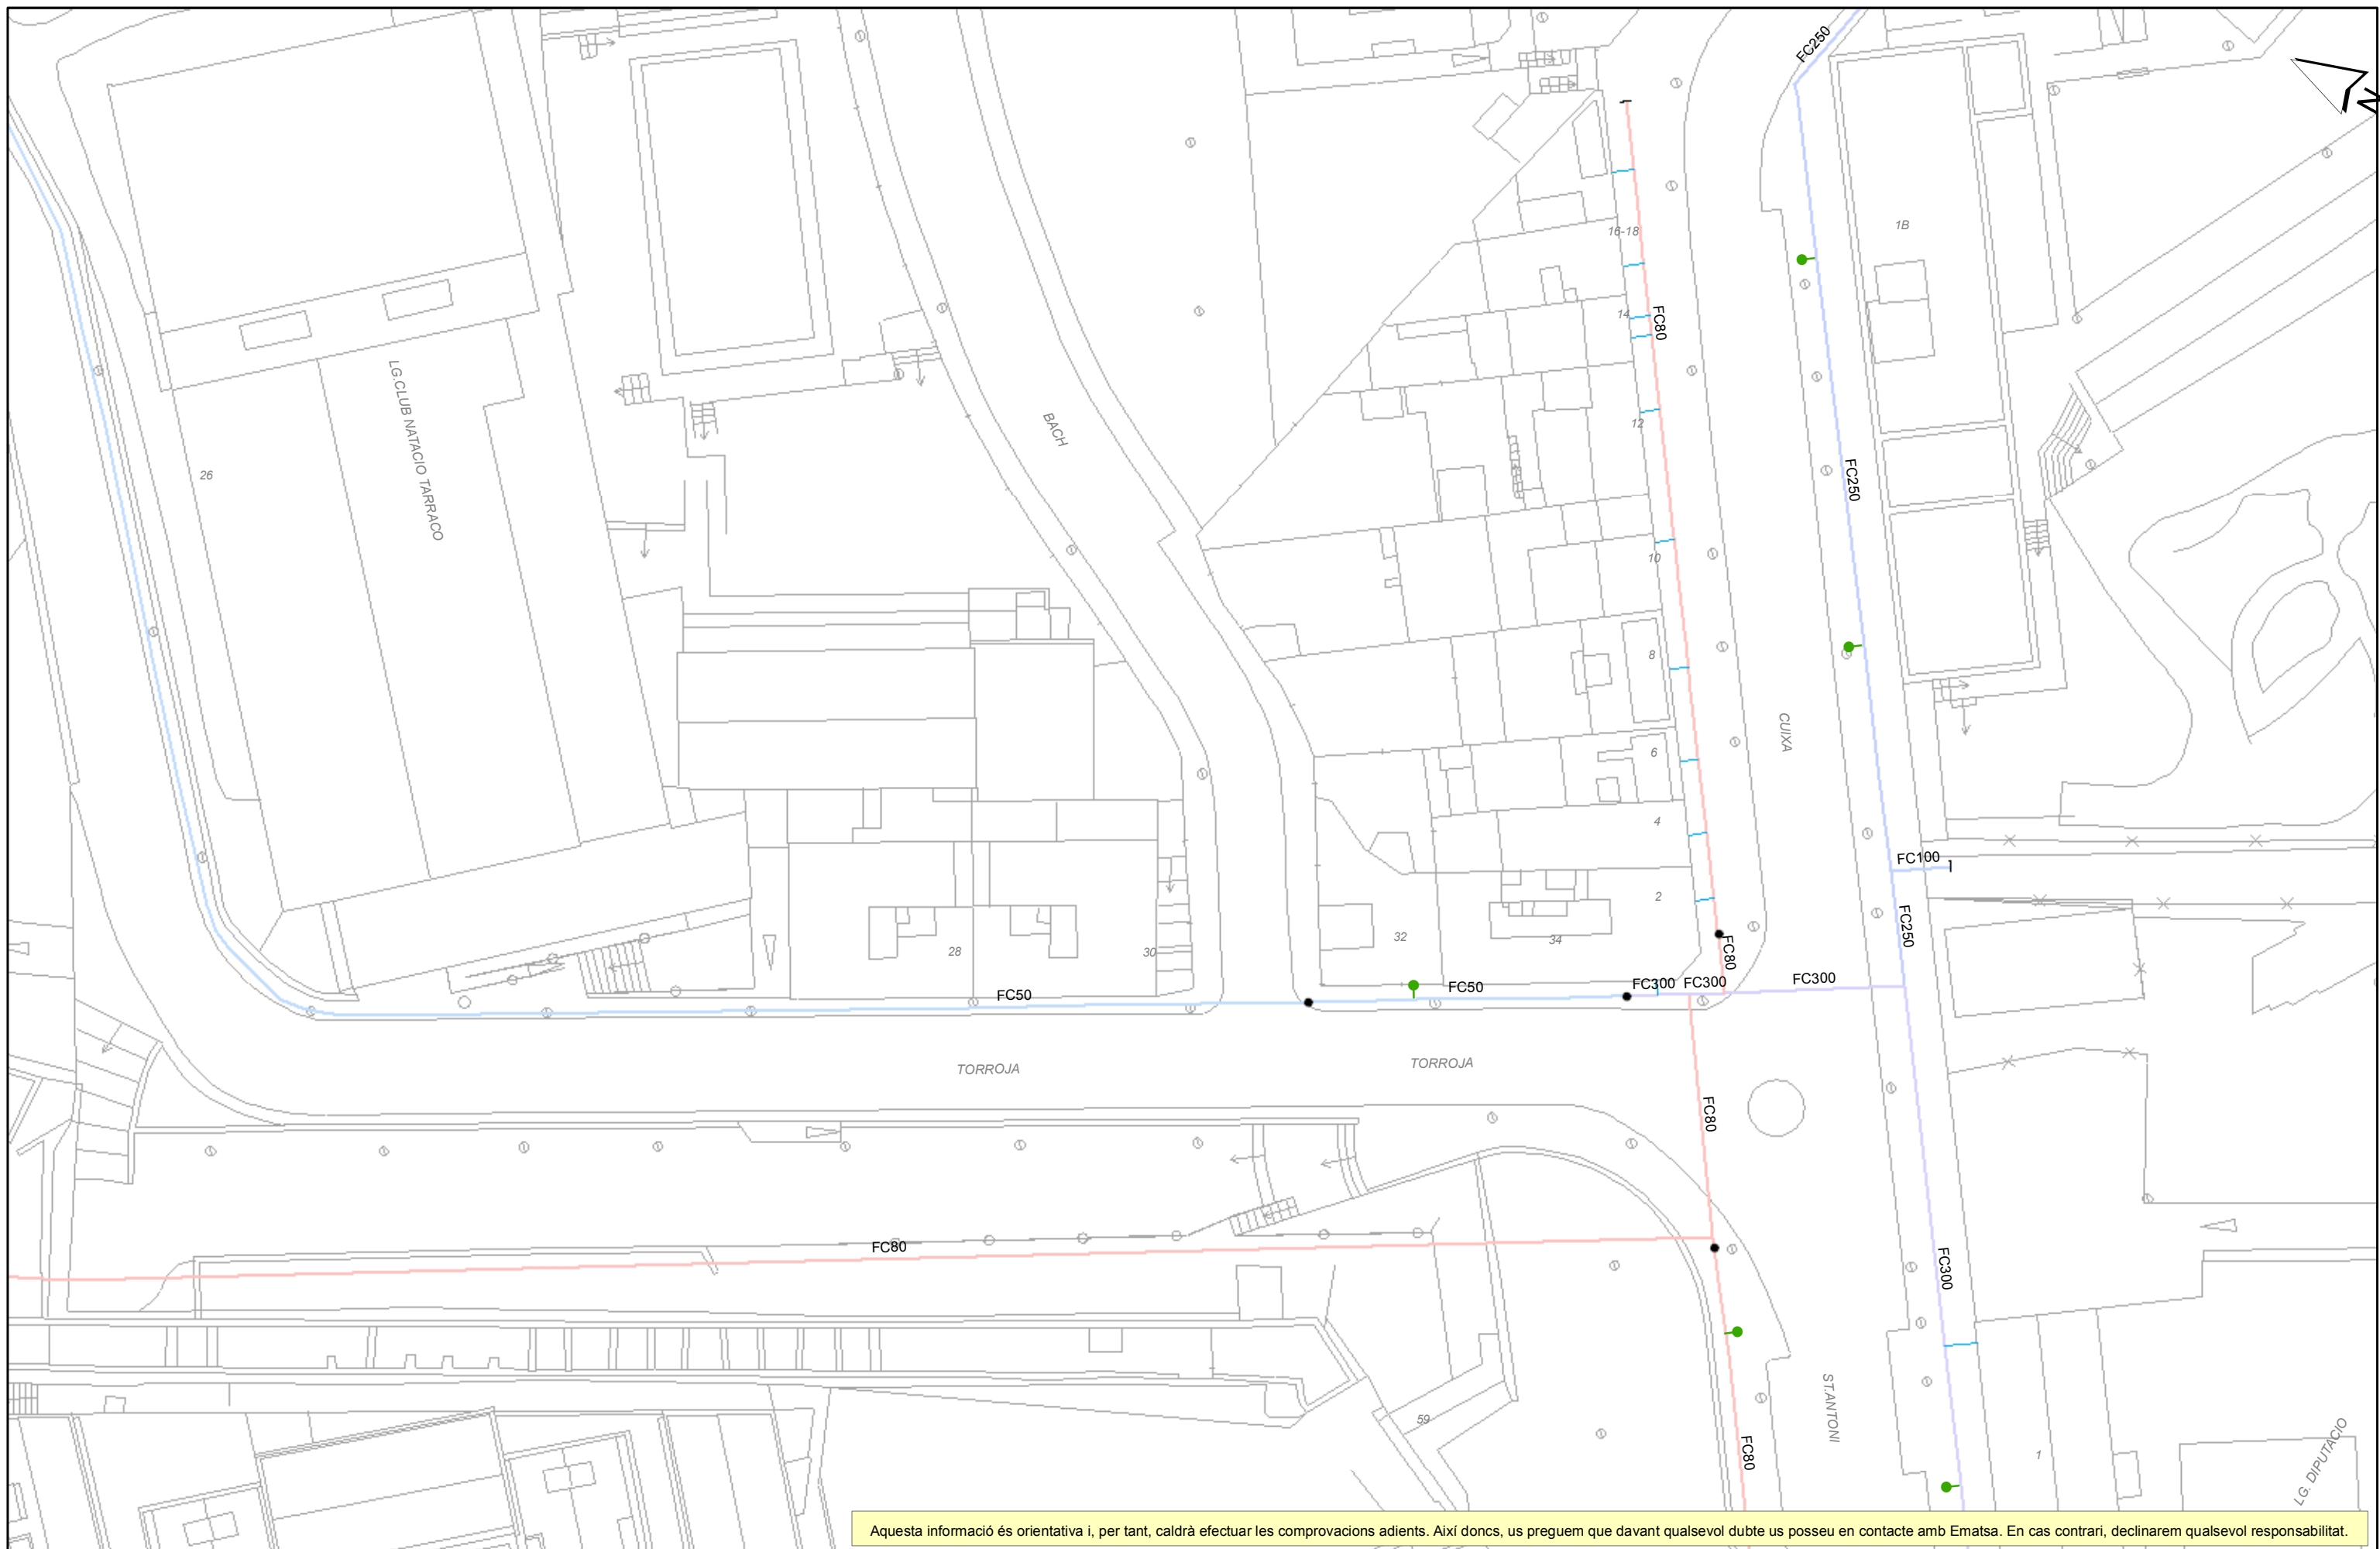 FC250
N
1B
16-18
FC80
14
LG.CLUB NATACIO TARRACO
BACH
12
26
FC250
10
8
CUIXA
6
4
FC100
2
FC250
32
34
28
30
FC80
FC50
FC50
FC300
FC300
FC300
TORROJA
TORROJA
FC80
FC80
FC300
ST.ANTONI
59
FC80
1
LG. DIPUTACIO
Aquesta informació és orientativa i, per tant, caldrà efectuar les comprovacions adients. Així doncs, us preguem que davant qualsevol dubte us posseu en contacte amb Ematsa. En cas contrari, declinarem qualsevol responsabilitat.